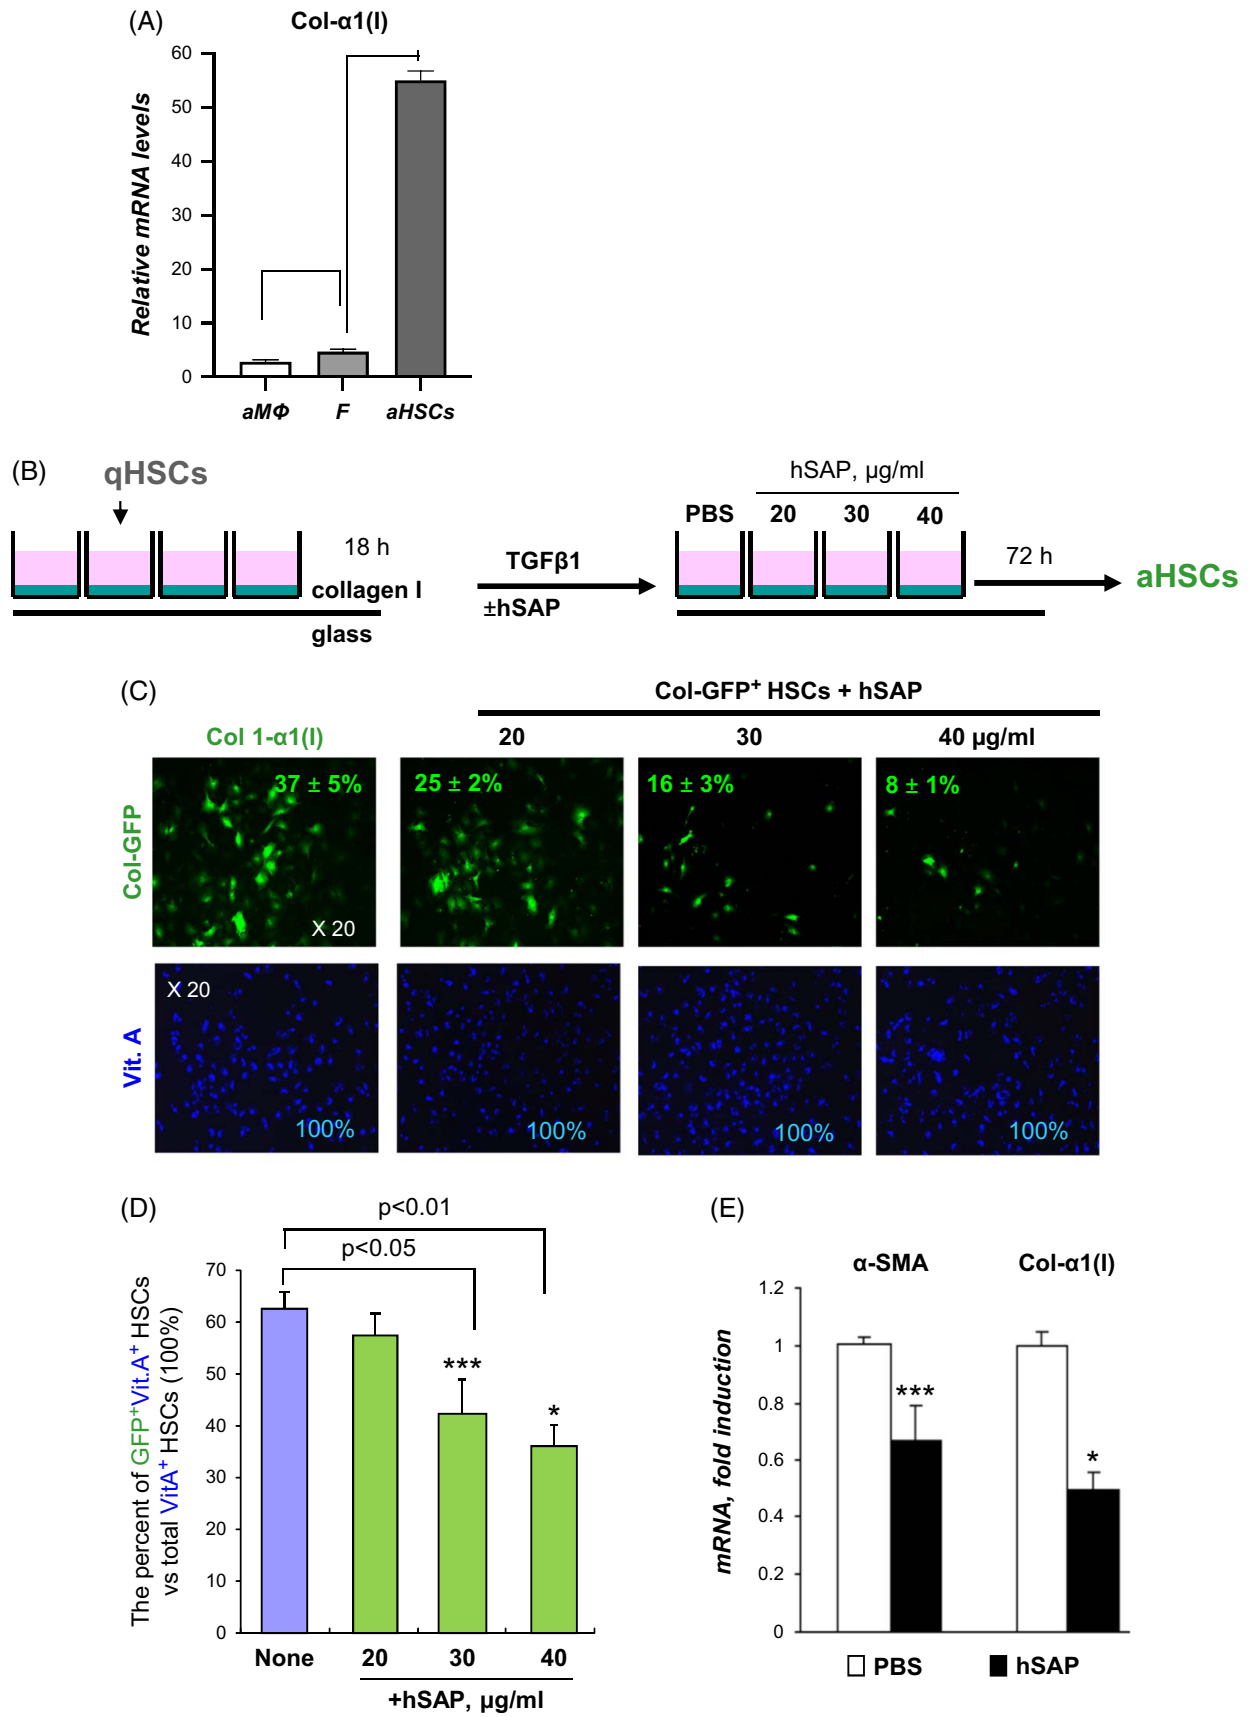 (A)
Col-α1(I)
Relative mRNA levels
60
50
40
30
20
10
0
aMΦ F aHSCs
(B)
qHSCs
18 h
collagen I
glass
TGFβ1
±hSAP
hSAP, µg/ml
PBS 20 30 40
72 h
aHSCs
(C)
Col-GFP+ HSCs + hSAP
Col 1-α1(I) 20 30 40 µg/ml
Col-GFP
37 ± 5% 25 ± 2% 16 ± 3% 8 ± 1%
X 20
Vit. A
X 20
100% 100% 100% 100%
(D)
p<0.01
p<0.05
The percent of GFP+Vit.A+ HSCs
vs total VitA+ HSCs (100%)
70
60
50
40
30
20
10
0
***
*
None 20 30 40
+hSAP, µg/ml
(E)
α-SMA Col-α1(I)
mRNA, fold induction
1.2
1
0.8
0.6
0.4
0.2
0
***
*
PBS hSAP